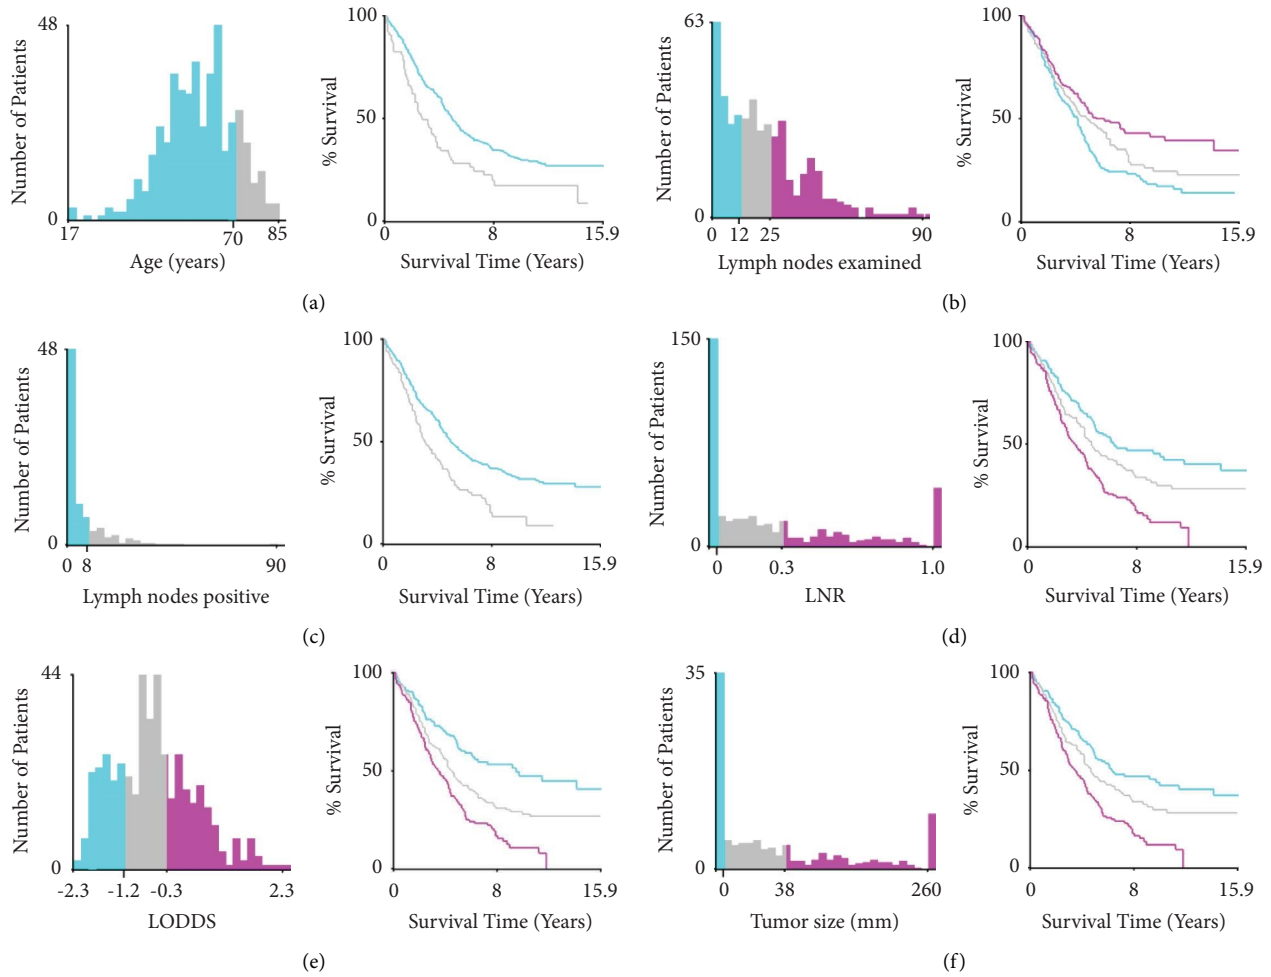 48
Number of Patients
0
17
70
85
Age (years)
100
% Survival
50
0
0
8
15.9
Survival Time (Years)
(a)
63
Number of Patients
0
0
12
25
90
Lymph nodes examined
100
% Survival
50
0
0
8
15.9
Survival Time (Years)
(b)
48
Number of Patients
0
0
8
90
Lymph nodes positive
100
% Survival
50
0
0
8
15.9
Survival Time (Years)
(c)
150
Number of Patients
0
0
0.3
1.0
LNR
100
% Survival
50
0
0
8
15.9
Survival Time (Years)
(d)
44
Number of Patients
0
-2.3
-1.2
-0.3
2.3
LODDS
100
% Survival
50
0
0
8
15.9
Survival Time (Years)
(e)
35
Number of Patients
0
0
38
260
Tumor size (mm)
100
% Survival
50
0
0
8
15.9
Survival Time (Years)
(f)